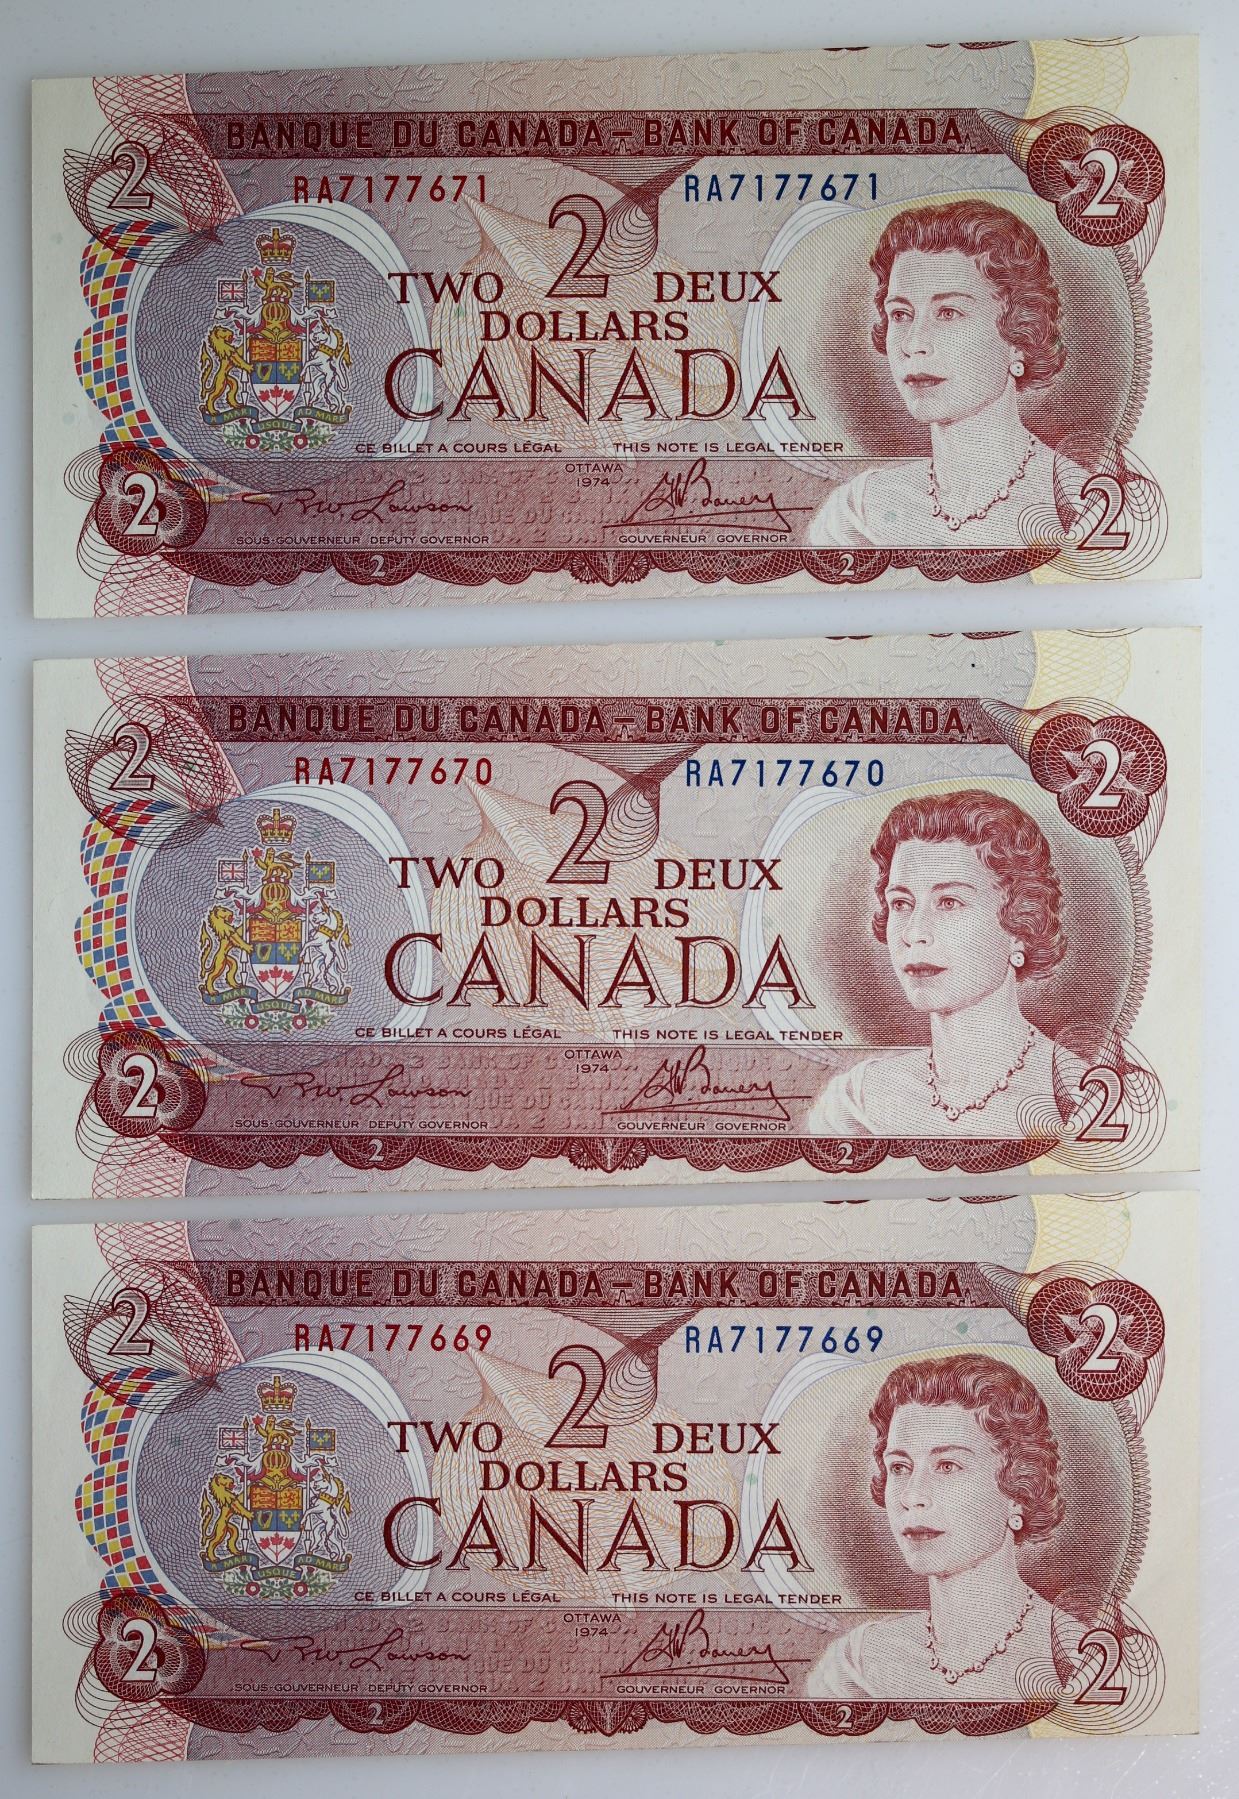 BANQUE DU CANADA – BANK OF CANADA
2 2
RA7177671 RA7177671
2
TWO DEUX
DOLLARS
CANADA
A MARI USQUE AD MARE
CE BILLET A COURS LÉGAL THIS NOTE IS LEGAL TENDER
OTTAWA
1974
R W Lawson G W Bouey
SOUS-GOUVERNEUR DEPUTY GOVERNOR GOUVERNEUR GOVERNOR
2 2
2 2
BANQUE DU CANADA – BANK OF CANADA
2 2
RA7177670 RA7177670
2
TWO DEUX
DOLLARS
CANADA
A MARI USQUE AD MARE
CE BILLET A COURS LÉGAL THIS NOTE IS LEGAL TENDER
OTTAWA
1974
R W Lawson G W Bouey
SOUS-GOUVERNEUR DEPUTY GOVERNOR GOUVERNEUR GOVERNOR
2 2
2 2
BANQUE DU CANADA – BANK OF CANADA
2 2
RA7177669 RA7177669
2
TWO DEUX
DOLLARS
CANADA
A MARI USQUE AD MARE
CE BILLET A COURS LÉGAL THIS NOTE IS LEGAL TENDER
OTTAWA
1974
R W Lawson G W Bouey
SOUS-GOUVERNEUR DEPUTY GOVERNOR GOUVERNEUR GOVERNOR
2 2
2 2